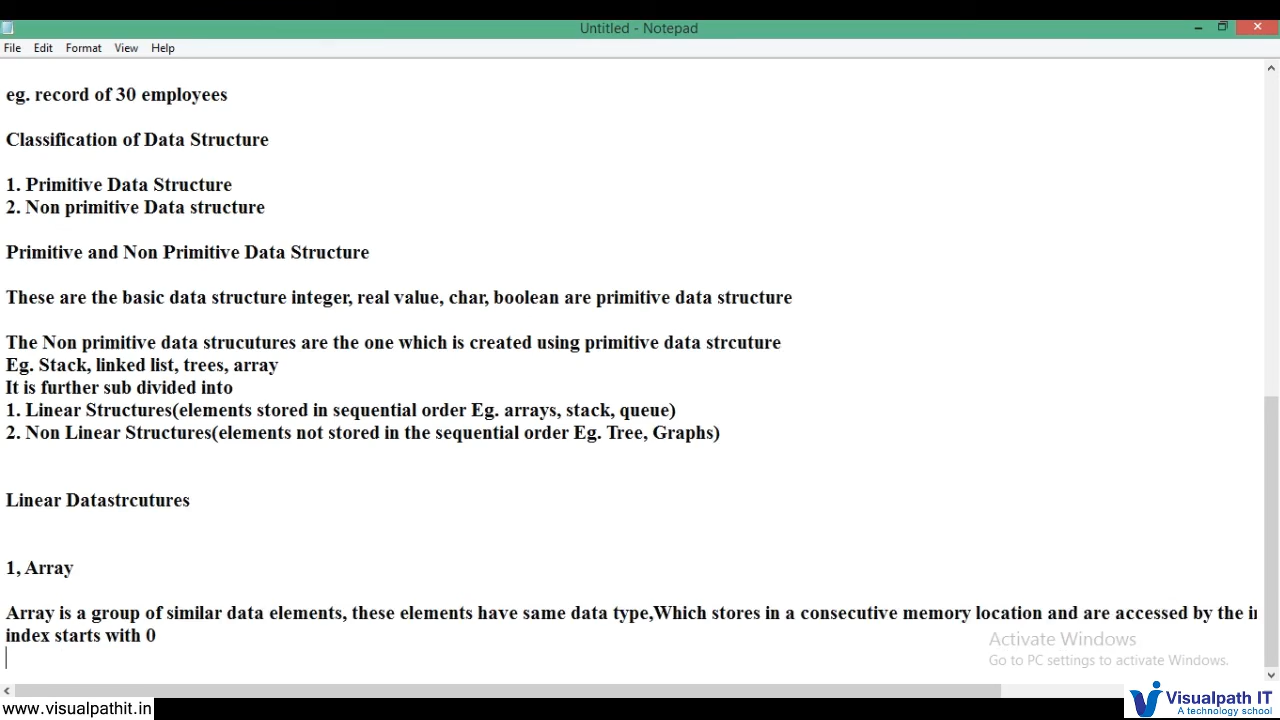 Untitled - Notepad
File Edit Format View Help
eg. record of 30 employees
Classification of Data Structure
1. Primitive Data Structure
2. Non primitive Data structure
Primitive and Non Primitive Data Structure
These are the basic data structure integer, real value, char, boolean are primitive data structure
The Non primitive data strucutures are the one which is created using primitive data strcuture
Eg. Stack, linked list, trees, array
It is further sub divided into
1. Linear Structures(elements stored in sequential order Eg. arrays, stack, queue)
2. Non Linear Structures(elements not stored in the sequential order Eg. Tree, Graphs)
Linear Datastrcutures
1, Array
Array is a group of similar data elements, these elements have same data type,Which stores in a consecutive memory location and are accessed by the
index starts with 0
Activate Windows
Go to PC settings to activate Windows.
www.visualpathit.in
Visualpath IT
A technology school